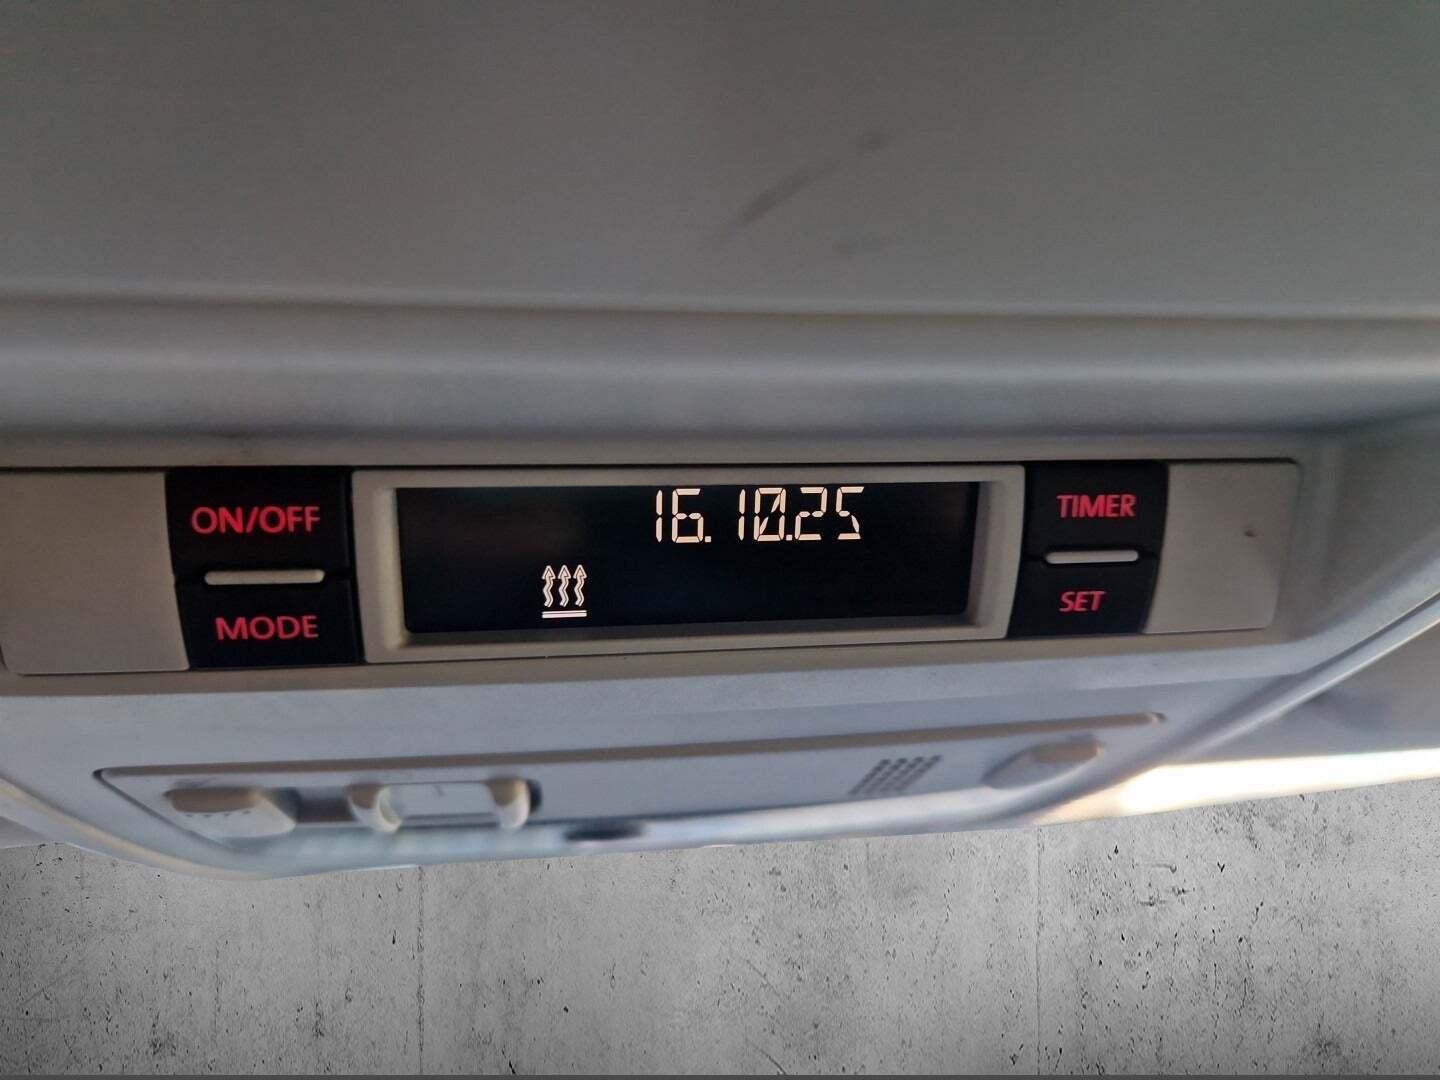 ON/OFF
MODE
16.10.25
TIMER
SET